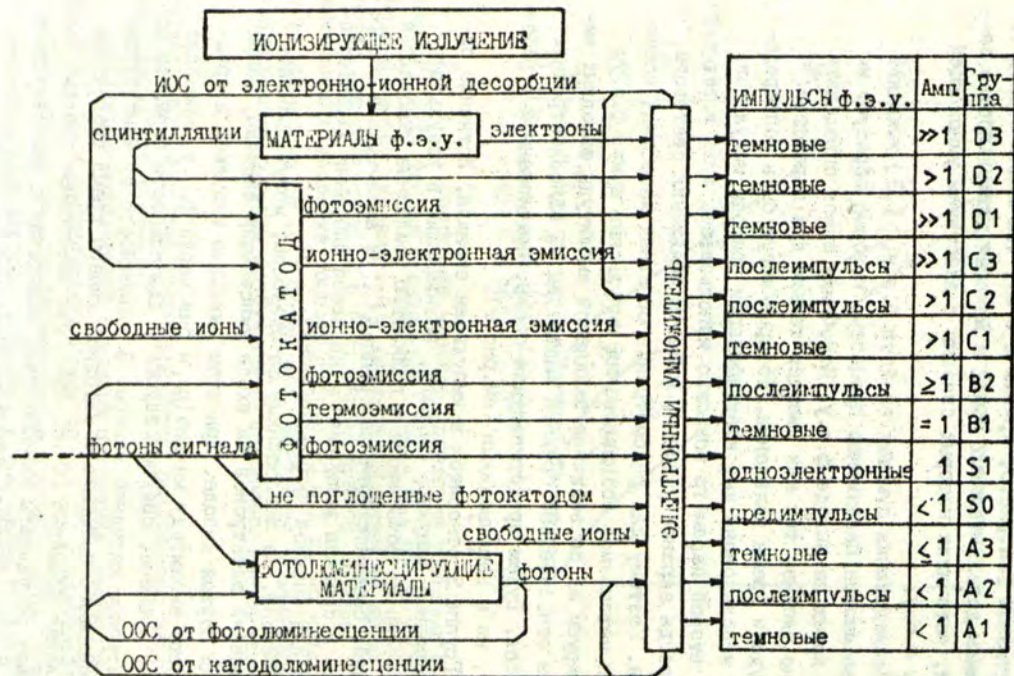 ИОНИЗИРУЮЩЕЕ ИЗЛУЧЕНИЕ
ИОС от электронно-ионной десорбции
сцинтилляции
МАТЕРИАЛЫ ф.э.у.
электроны
ФОТОКАТОД
фотоэмиссия
ионно-электронная эмиссия
свободные ионы
ионно-электронная эмиссия
фотоэмиссия
термоэмиссия
фотоны сигнала
фотоэмиссия
не поглощенные фотокатодом
свободные ионы
ФОТОЛЮМИНЕСЦИРУЮЩИЕ
МАТЕРИАЛЫ
фотоны
ООС от фотолюминесценции
ООС от катодолюминесценции
ЭЛЕКТРОННЫЙ УМНОЖИТЕЛЬ
ИМПУЛЬСЫ ф.э.у. Амп. Гру-
ппа
темновые ≫1 D3
темновые >1 D2
темновые ≫1 D1
послеимпульсы ≫1 C3
послеимпульсы >1 C2
темновые >1 C1
послеимпульсы ≥1 B2
темновые =1 B1
одноэлектронные 1 S1
предимпульсы <1 S0
темновые ≤1 A3
послеимпульсы <1 A2
темновые <1 A1